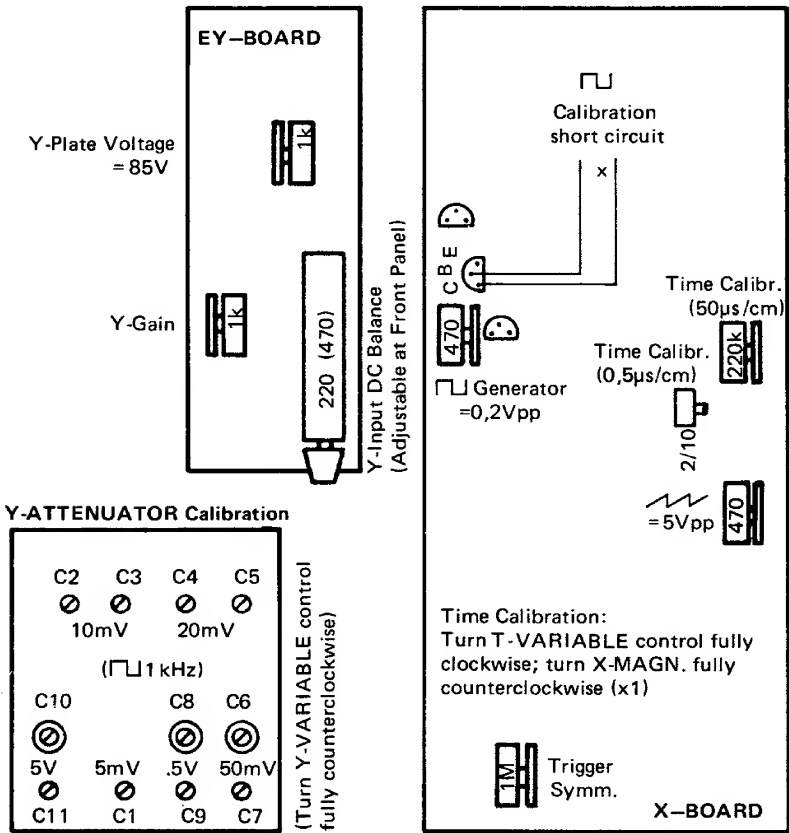 EY–BOARD
Y-Plate Voltage
= 85V
1k
Y-Gain
1k
220 (470)
Y-Input DC Balance
(Adjustable at Front Panel)
Y-ATTENUATOR Calibration
C2 C3 C4 C5
10mV 20mV
(1 kHz)
C10 C8 C6
5V 5mV .5V 50mV
C11 C1 C9 C7
(Turn Y-VARIABLE control
fully counterclockwise)
Calibration
short circuit
x
C B E
470
Generator
=0,2Vpp
Time Calibr.
(50µs/cm)
220k
Time Calibr.
(0,5µs/cm)
2/10
=5Vpp
470
Time Calibration:
Turn T-VARIABLE control fully
clockwise; turn X-MAGN. fully
counterclockwise (x1)
1M
Trigger
Symm.
X–BOARD